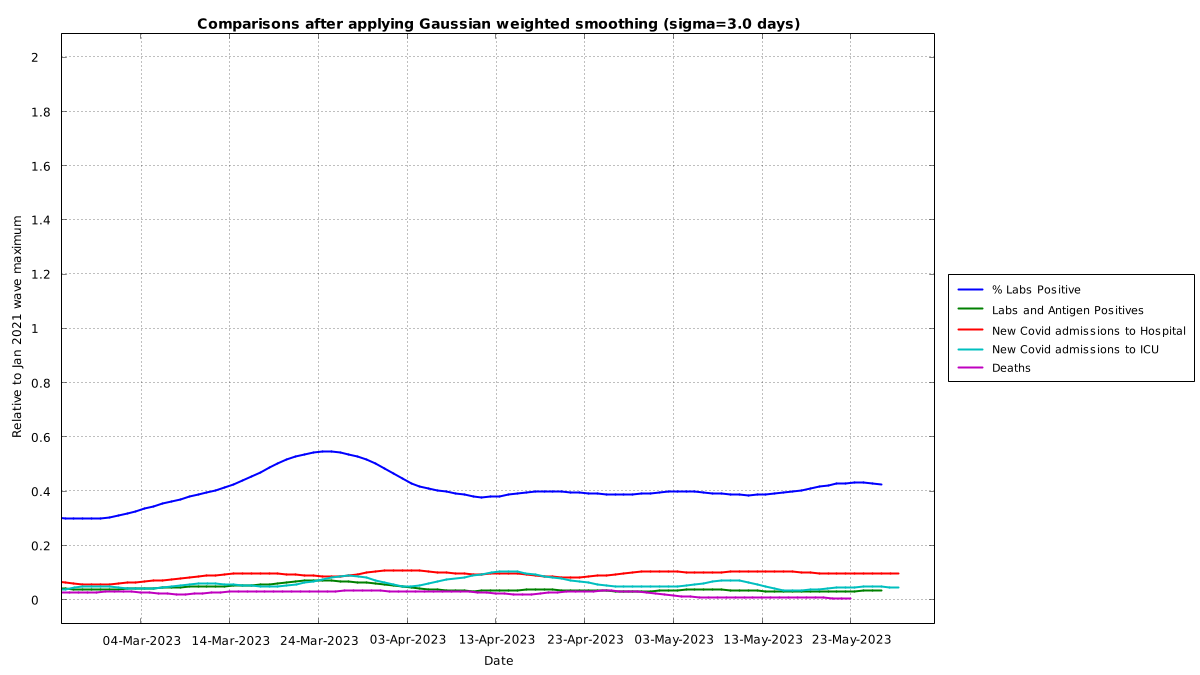 Comparisons after applying Gaussian weighted smoothing (sigma=3.0 days)
Relative to Jan 2021 wave maximum
2
1.8
1.6
1.4
1.2
1
0.8
0.6
0.4
0.2
0
04-Mar-2023 14-Mar-2023 24-Mar-2023 03-Apr-2023 13-Apr-2023 23-Apr-2023 03-May-2023 13-May-2023 23-May-2023
Date
% Labs Positive
Labs and Antigen Positives
New Covid admissions to Hospital
New Covid admissions to ICU
Deaths